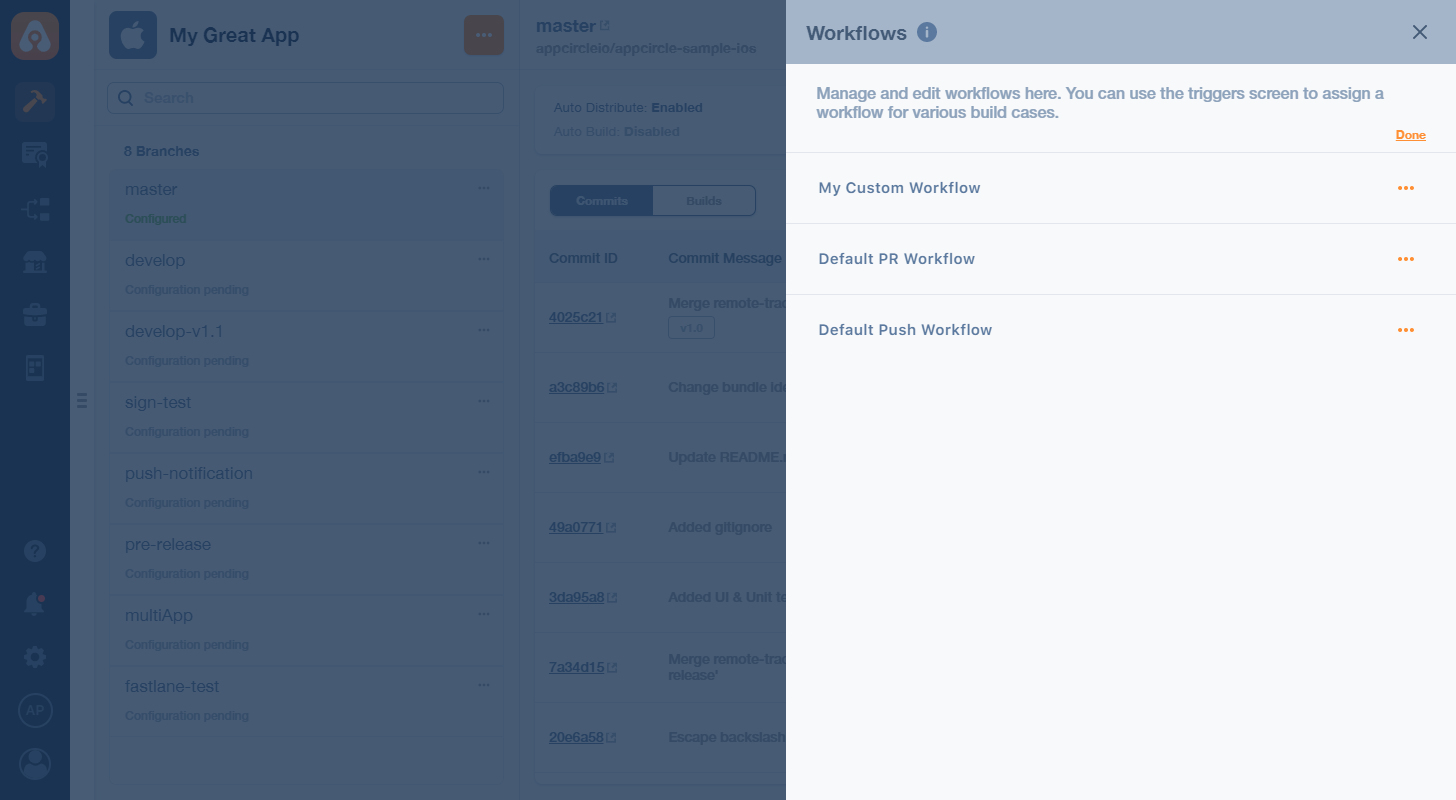 My Great App
Search
8 Branches
master
Configured
develop
Configuration pending
develop-v1.1
Configuration pending
sign-test
Configuration pending
push-notification
Configuration pending
pre-release
Configuration pending
multiApp
Configuration pending
fastlane-test
Configuration pending
AP
master
appcircleio/appcircle-sample-ios
Auto Distribute: Enabled
Auto Build: Disabled
Commits Builds
Commit ID Commit Message
4025c21 Merge remote-trac
v1.0
a3c89b6 Change bundle ide
efba9e9 Update README.
49a0771 Added gitignore
3da95a8 Added UI & Unit te
7a34d15 Merge remote-trac
release'
20e6a58 Escape backslash
Workflows
Manage and edit workflows here. You can use the triggers screen to assign a
workflow for various build cases.
Done
My Custom Workflow
Default PR Workflow
Default Push Workflow